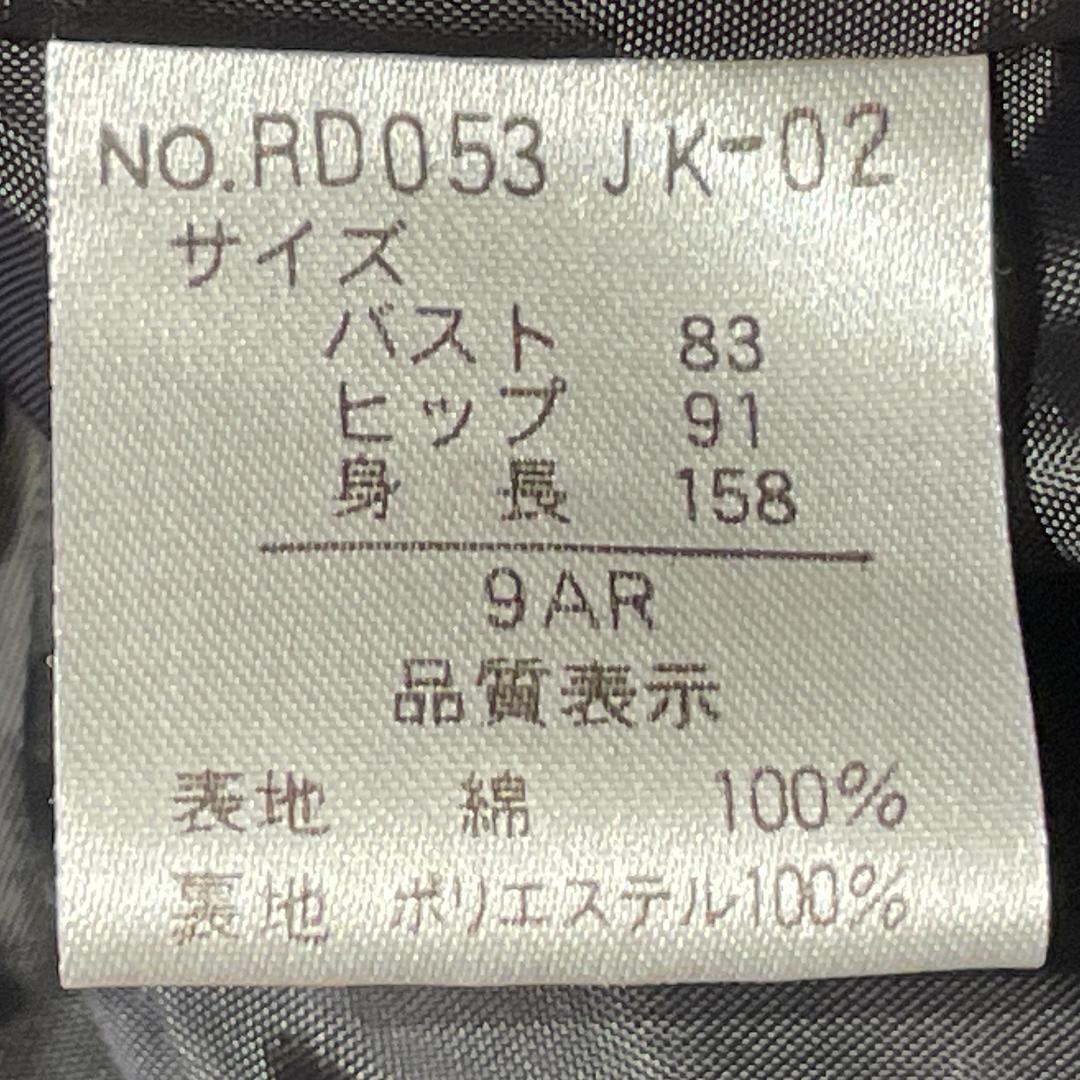 NO.RD053 JK-02
サイズ
バスト 83
ヒップ 91
身長 158
9AR
品質表示
表地 綿 100%
裏地 ポリエステル100%